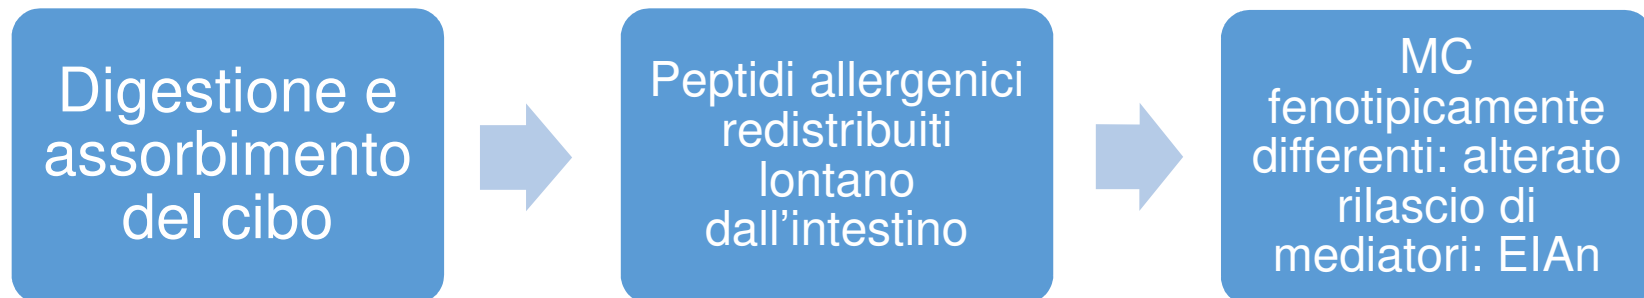 Digestione e
assorbimento
del cibo
Peptidi allergenici
redistribuiti
lontano
dall'intestino
MC
fenotipicamente
differenti: alterato
rilascio di
mediatori: EIAn